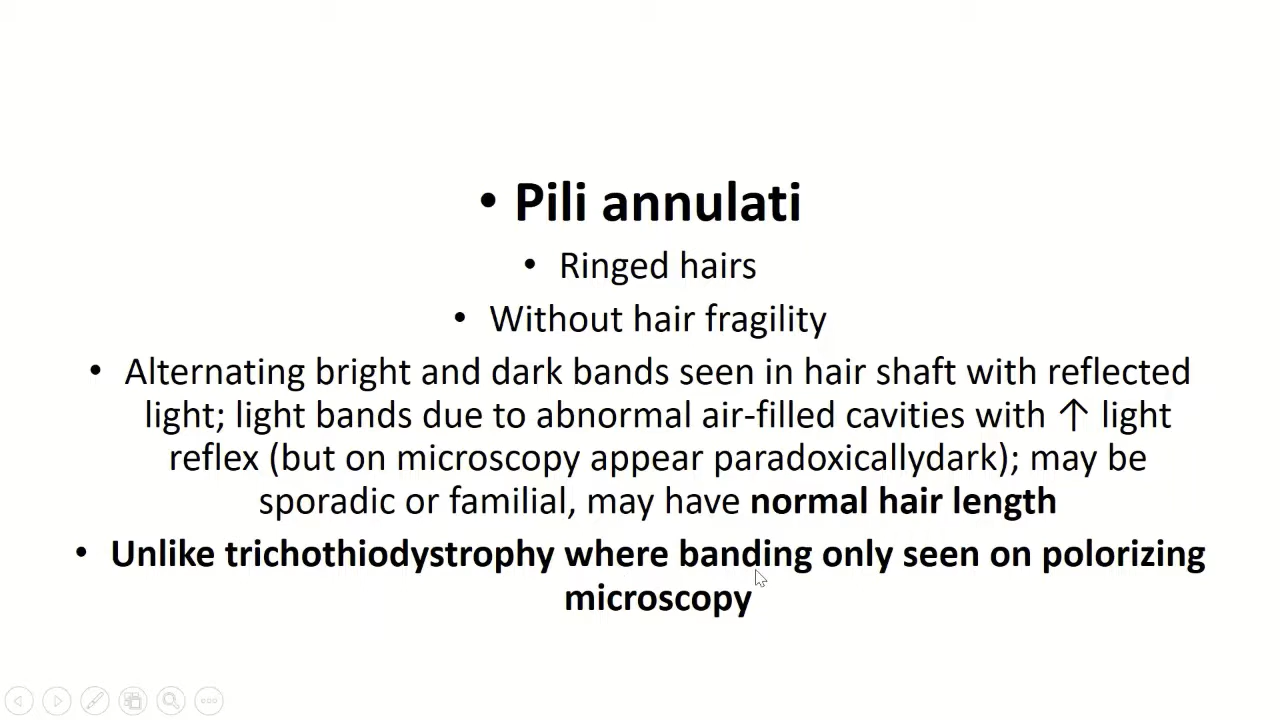 • Pili annulati
• Ringed hairs
• Without hair fragility
• Alternating bright and dark bands seen in hair shaft with reflected
light; light bands due to abnormal air-filled cavities with ↑ light
reflex (but on microscopy appear paradoxicallydark); may be
sporadic or familial, may have normal hair length
• Unlike trichothiodystrophy where banding only seen on polorizing
microscopy